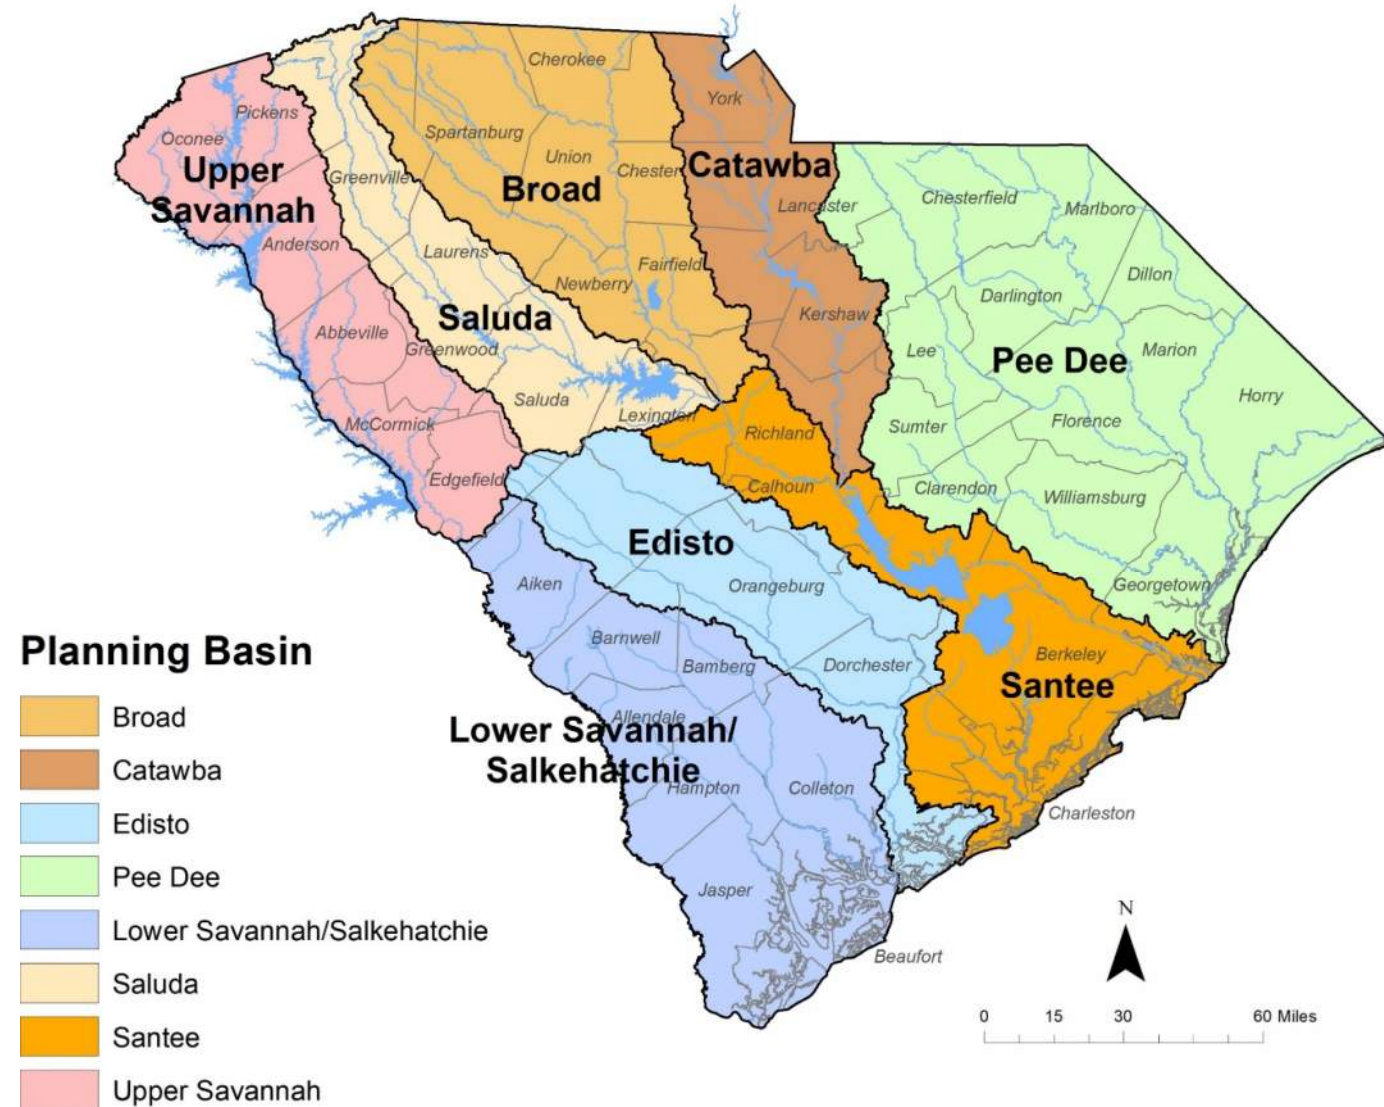 Cherokee
York
Pickens
Oconee
Spartanburg
Union
Chester
Catawba
Upper
Savannah
Greenville
Broad
Lancaster
Chesterfield
Marlboro
Anderson
Laurens
Fairfield
Newberry
Dillon
Darlington
Saluda
Kershaw
Abbeville
Greenwood
Lee
Pee Dee
Marion
Saluda
Horry
Lexington
McCormick
Richland
Sumter
Florence
Edgefield
Calhoun
Clarendon
Williamsburg
Edisto
Aiken
Orangeburg
Georgetown
Barnwell
Bamberg
Dorchester
Berkeley
Santee
Allendale
Lower Savannah/
Salkehatchie
Hampton
Colleton
Charleston
Jasper
Beaufort
Planning Basin
Broad
Catawba
Edisto
Pee Dee
Lower Savannah/Salkehatchie
Saluda
Santee
Upper Savannah
N
0 15 30 60 Miles